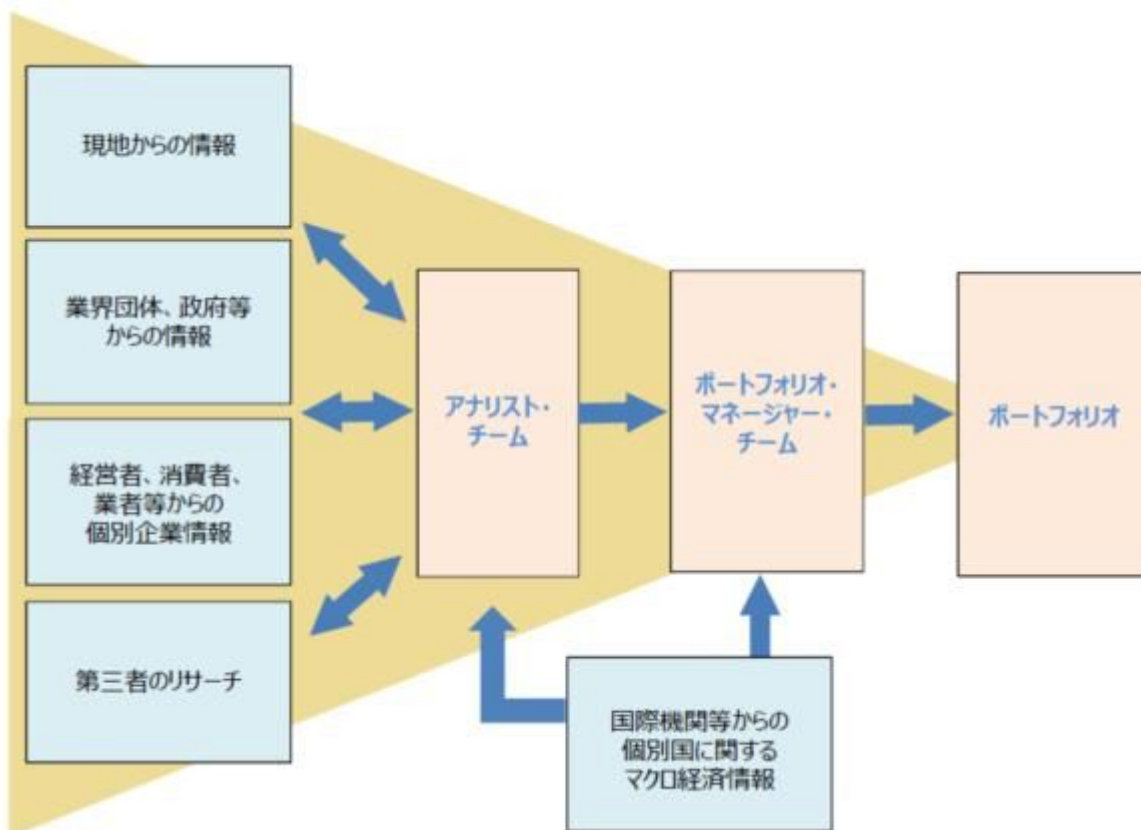 現地からの情報
業界団体、政府等
からの情報
経営者、消費者、
業者等からの
個別企業情報
第三者のリサーチ
アナリスト・
チーム
ポートフォリオ・
マネージャー・
チーム
ポートフォリオ
国際機関等からの
個別国に関する
マクロ経済情報